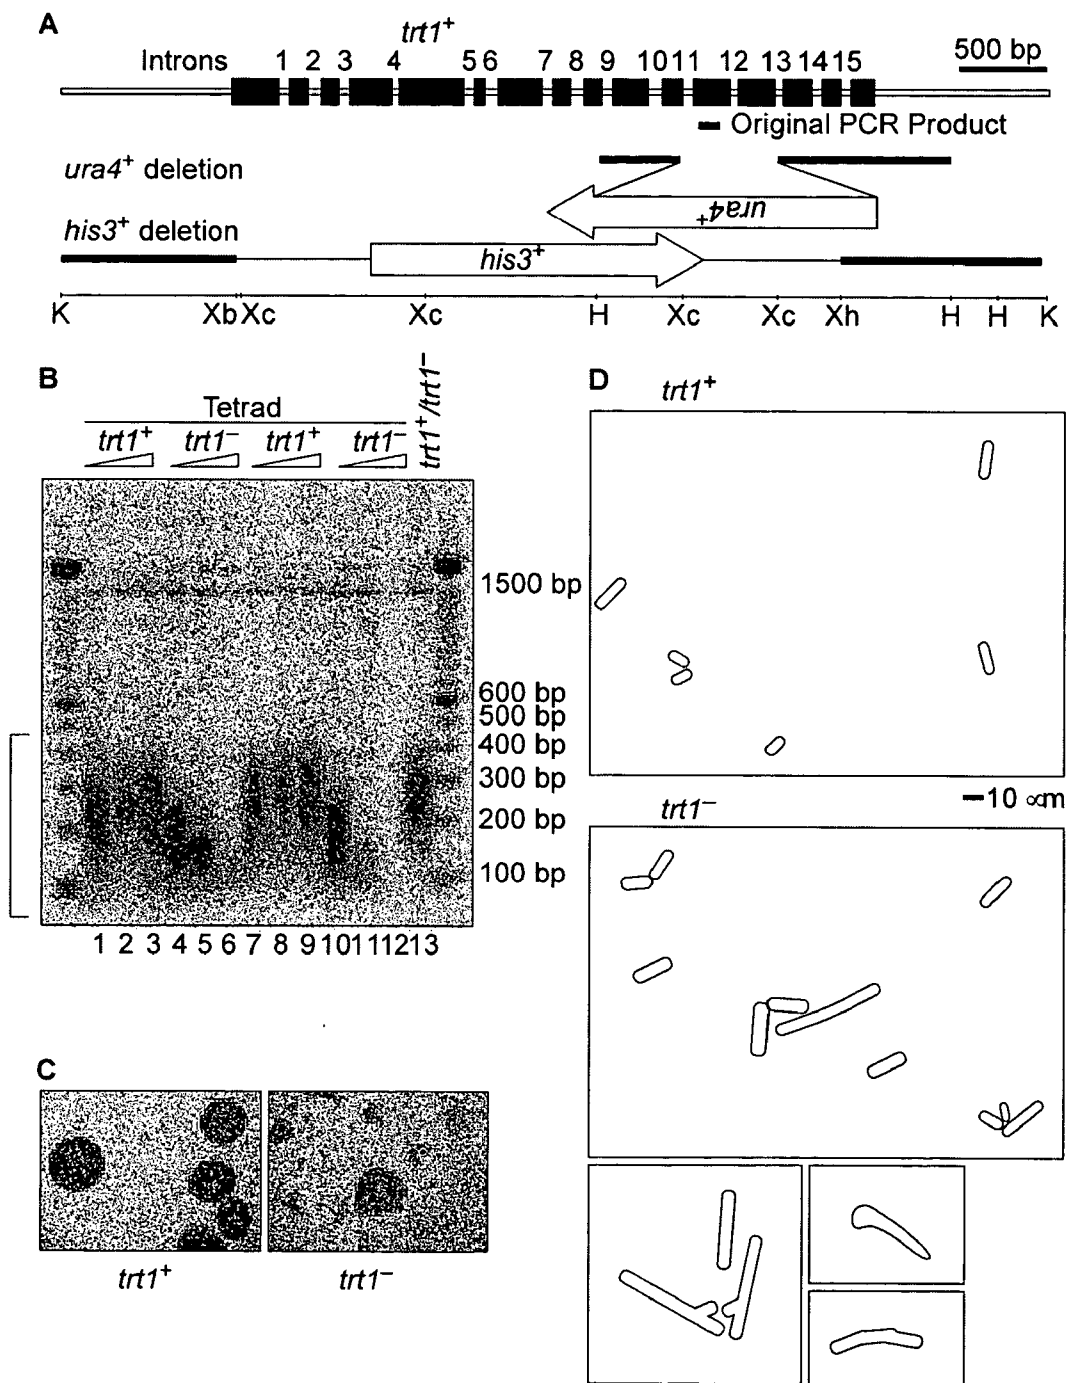 A
trt1+
Introns 1 2 3 4 5 6 7 8 9 10 11 12 13 14 15
500 bp
Original PCR Product
ura4+ deletion
ura4+
his3+ deletion
his3+
K Xb Xc Xc H Xc Xc Xh H H K
B
Tetrad
trt1+ trt1− trt1+ trt1−
trt1+/trt1−
1500 bp
600 bp
500 bp
400 bp
300 bp
200 bp
100 bp
1 2 3 4 5 6 7 8 9 10 11 12 13
C
trt1+
trt1−
D
trt1+
10 ∝m
trt1−